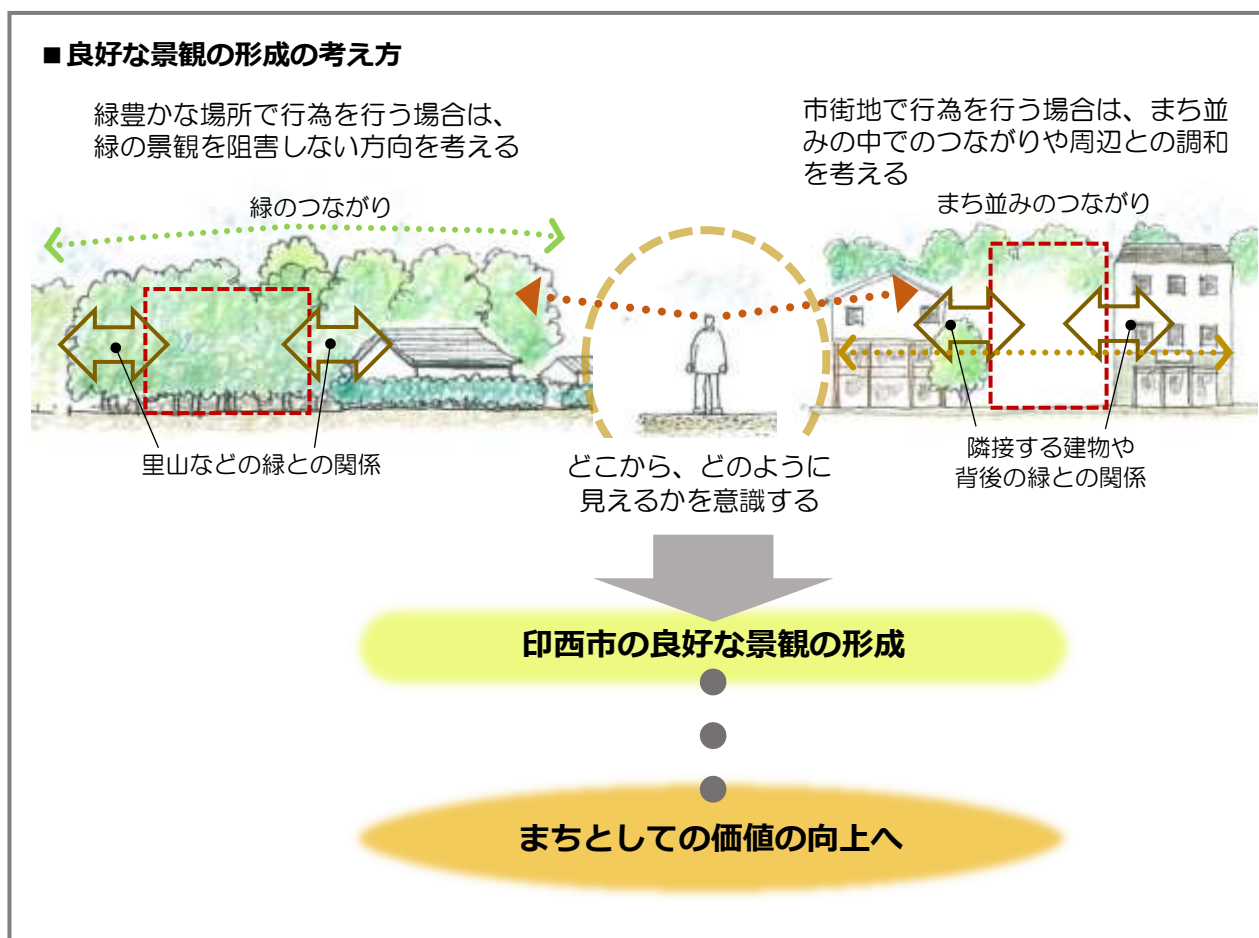 ■良好な景観の形成の考え方
緑豊かな場所で行為を行う場合は、
緑の景観を阻害しない方向を考える
市街地で行為を行う場合は、まち並
みの中でのつながりや周辺との調和
を考える
緑のつながり
まち並みのつながり
里山などの緑との関係
どこから、どのように
見えるかを意識する
隣接する建物や
背後の緑との関係
印西市の良好な景観の形成
まちとしての価値の向上へ